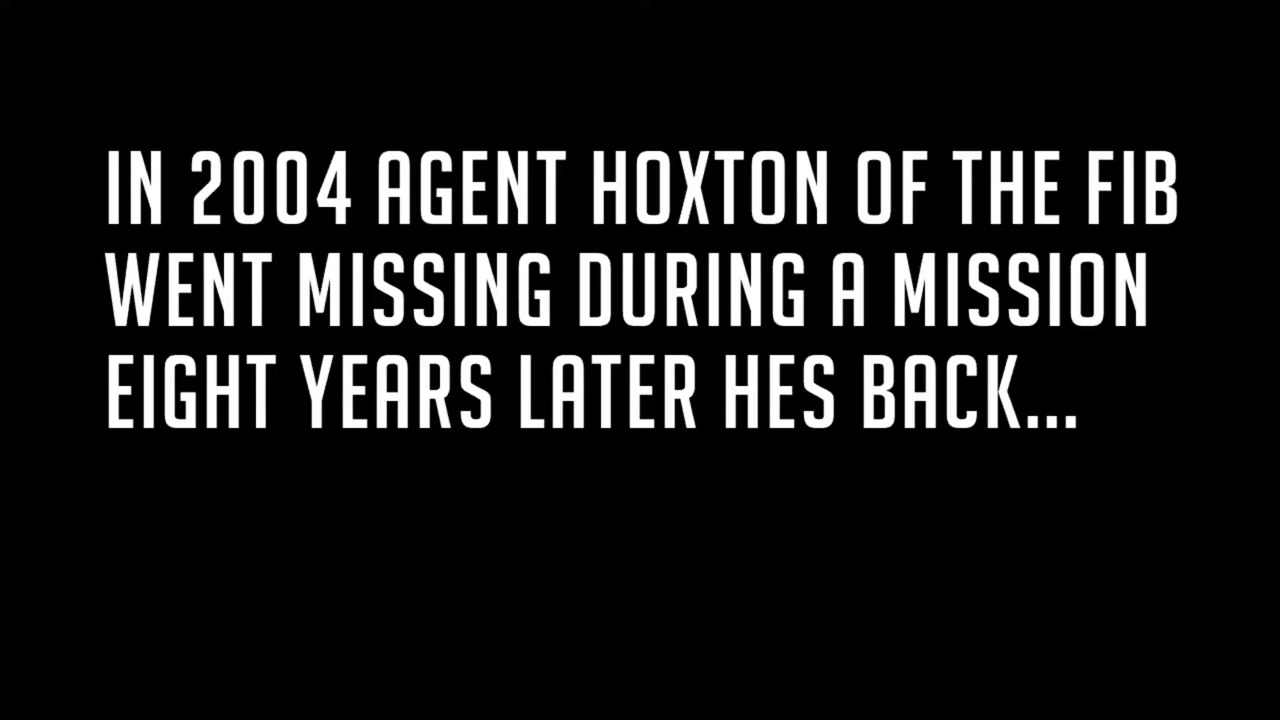 IN 2004 AGENT HOXTON OF THE FIB
WENT MISSING DURING A MISSION
EIGHT YEARS LATER HES BACK...